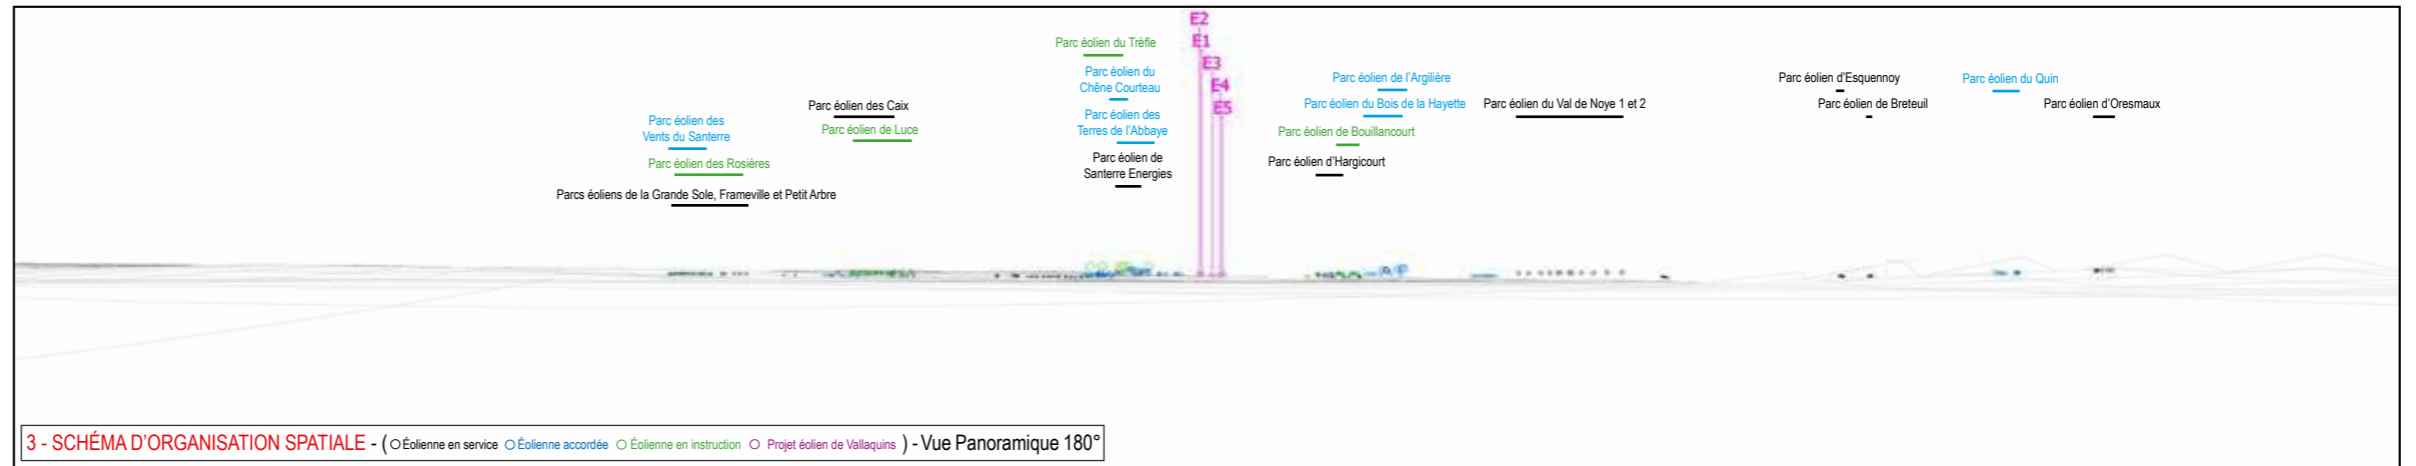 E2
E1
E3
E4
E5
Parc éolien du Trèfle
Parc éolien du
Chêne Courteau
Parc éolien des
Terres de l'Abbaye
Parc éolien de
Santerre Energies
Parc éolien des Caix
Parc éolien de Luce
Parc éolien des
Vents du Santerre
Parc éolien des Rosières
Parcs éoliens de la Grande Sole, Frameville et Petit Arbre
Parc éolien de l'Argilière
Parc éolien du Bois de la Hayette
Parc éolien de Bouillancourt
Parc éolien d'Hargicourt
Parc éolien du Val de Noye 1 et 2
Parc éolien d'Esquennoy
Parc éolien de Breteuil
Parc éolien du Quin
Parc éolien d'Oresmaux
3 - SCHÉMA D'ORGANISATION SPATIALE - ( Éolienne en service Éolienne accordée Éolienne en instruction Projet éolien de Vallaquins ) - Vue Panoramique 180°